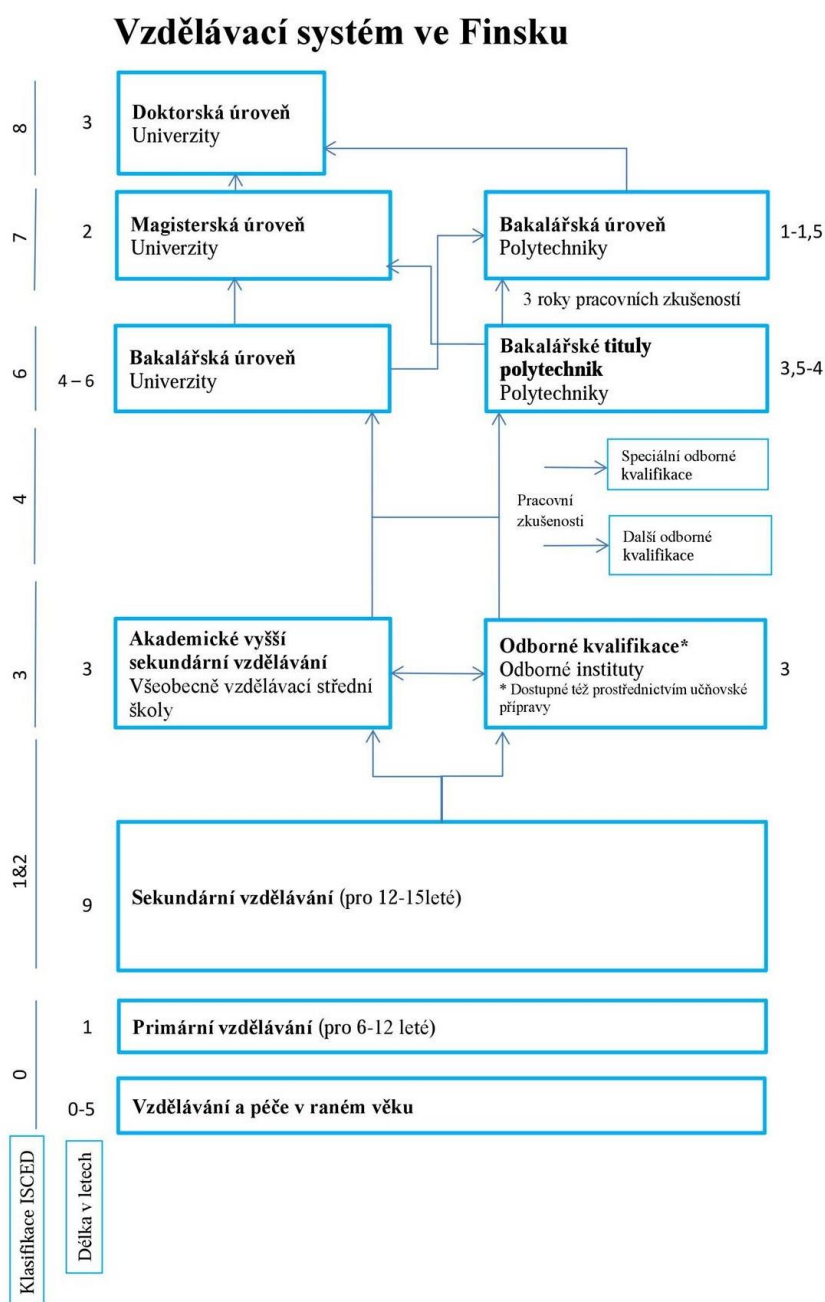 Vzdělávací systém ve Finsku
8
3
Doktorská úroveň
Univerzity
7
2
Magisterská úroveň
Univerzity
Bakalářská úroveň
Polytechniky
1-1,5
3 roky pracovních zkušeností
6
4 – 6
Bakalářská úroveň
Univerzity
Bakalářské tituly
polytechnik
Polytechniky
3,5-4
4
Speciální odborné
kvalifikace
Pracovní
zkušenosti
Další odborné
kvalifikace
3
3
Akademické vyšší
sekundární vzdělávání
Všeobecně vzdělávací střední
školy
Odborné kvalifikace*
Odborné instituty
* Dostupné též prostřednictvím učňovské
přípravy
3
1&2
9
Sekundární vzdělávání (pro 12-15leté)
0
1
Primární vzdělávání (pro 6-12 leté)
0-5
Vzdělávání a péče v raném věku
Klasifikace ISCED
Délka v letech